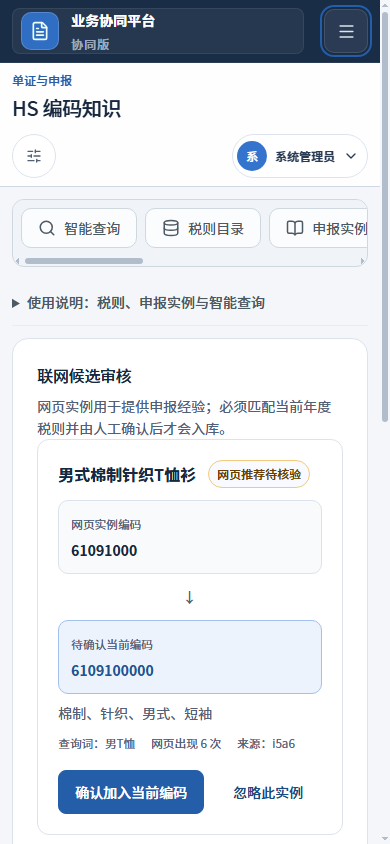 业务协同平台
协同版
单证与申报
HS 编码知识
系 系统管理员
智能查询 税则目录 申报实例
使用说明：税则、申报实例与智能查询
联网候选审核
网页实例用于提供申报经验；必须匹配当前年度
税则并由人工确认后才会入库。
男式棉制针织T恤衫 网页推荐待核验
网页实例编码
61091000
↓
待确认当前编码
6109100000
棉制、针织、男式、短袖
查询词：男T恤 网页出现 6 次 来源：i5a6
确认加入当前编码 忽略此实例